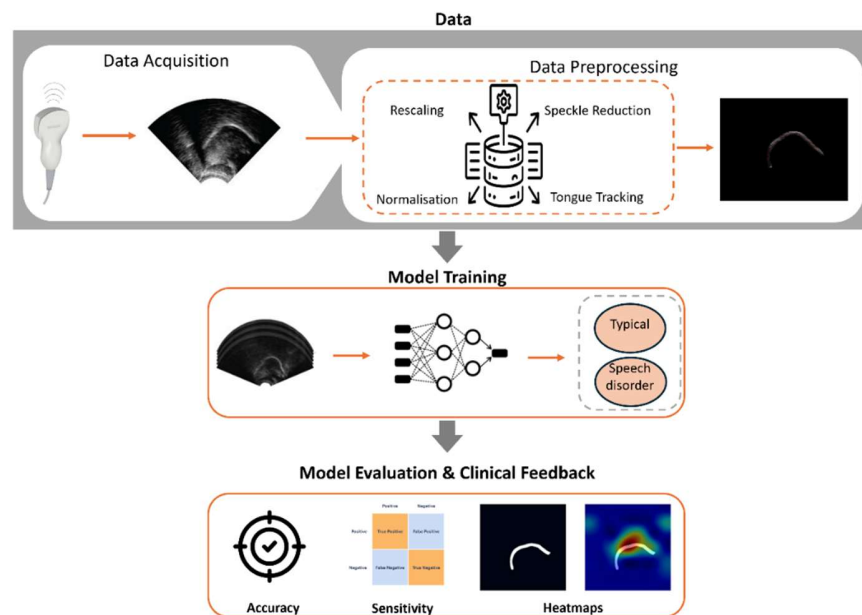 Data
Data Acquisition
Data Preprocessing
Rescaling
Speckle Reduction
Normalisation
Tongue Tracking
Model Training
Typical
Speech
disorder
Model Evaluation & Clinical Feedback
Positive Negative
Positive True Positive False Positive
Negative False Negative True Negative
Accuracy
Sensitivity
Heatmaps